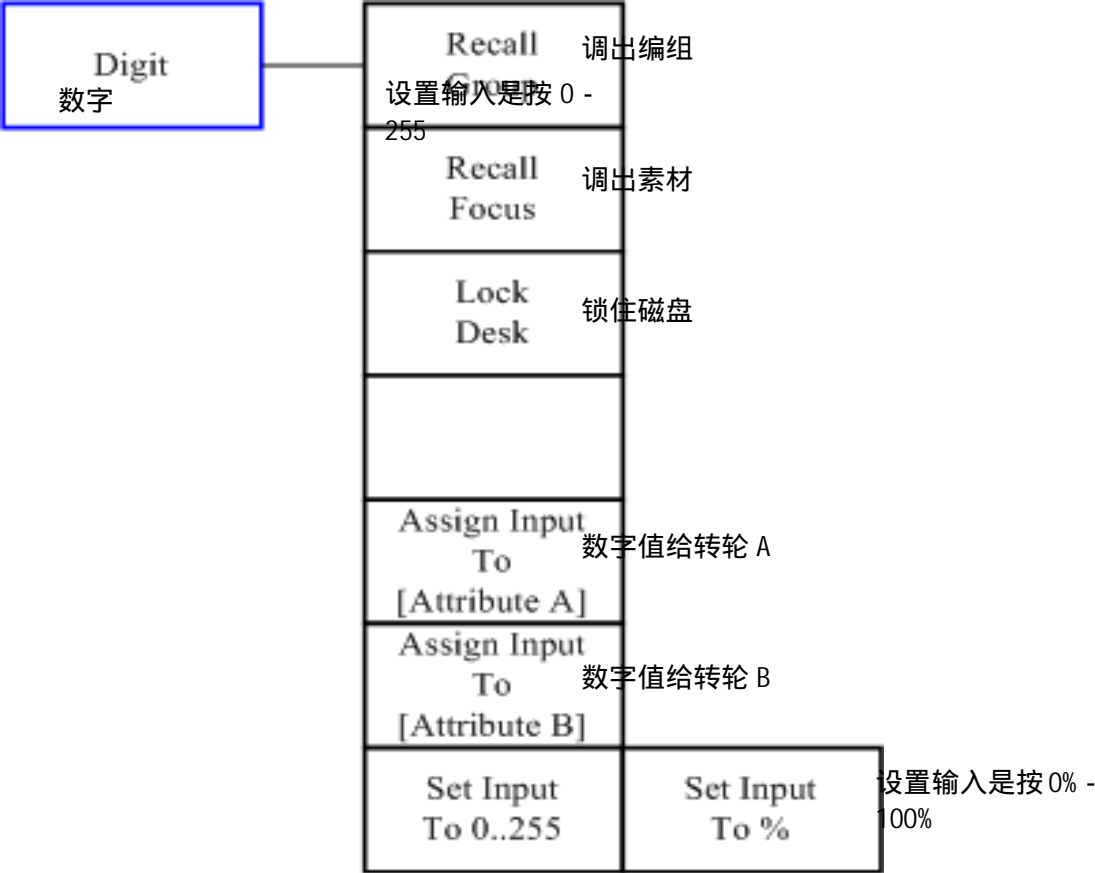 Digit
数字
Recall
Group
调出编组
设置输入是按 0 -
255
Recall
Focus
调出素材
Lock
Desk
锁住磁盘
Assign Input
To
[Attribute A]
数字值给转轮 A
Assign Input
To
[Attribute B]
数字值给转轮 B
Set Input
To 0..255
Set Input
To %
设置输入是按 0% -
100%